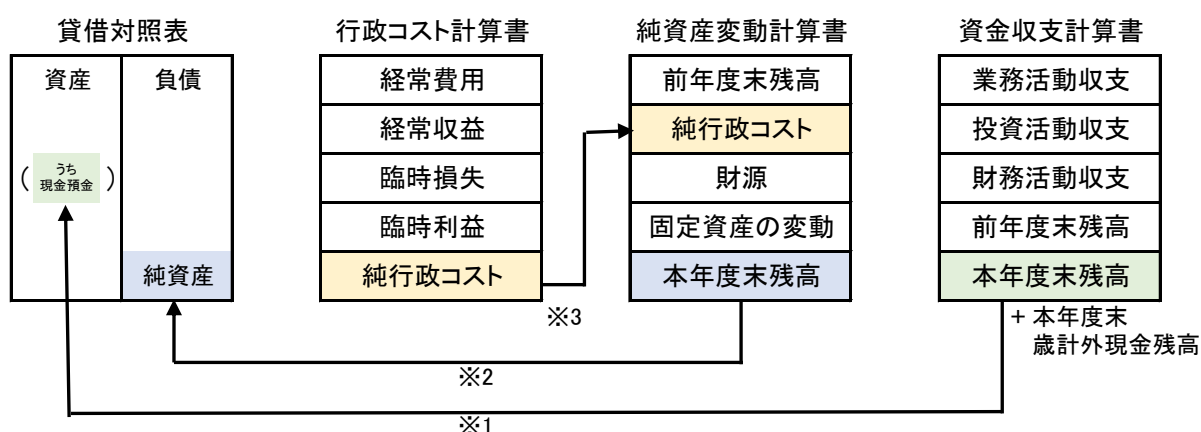 貸借対照表
資産
負債
( うち
現金預金 )
純資産
行政コスト計算書
経常費用
経常収益
臨時損失
臨時利益
純行政コスト
純資産変動計算書
前年度末残高
純行政コスト
財源
固定資産の変動
本年度末残高
資金収支計算書
業務活動収支
投資活動収支
財務活動収支
前年度末残高
本年度末残高
+ 本年度末
歳計外現金残高
※3
※2
※1